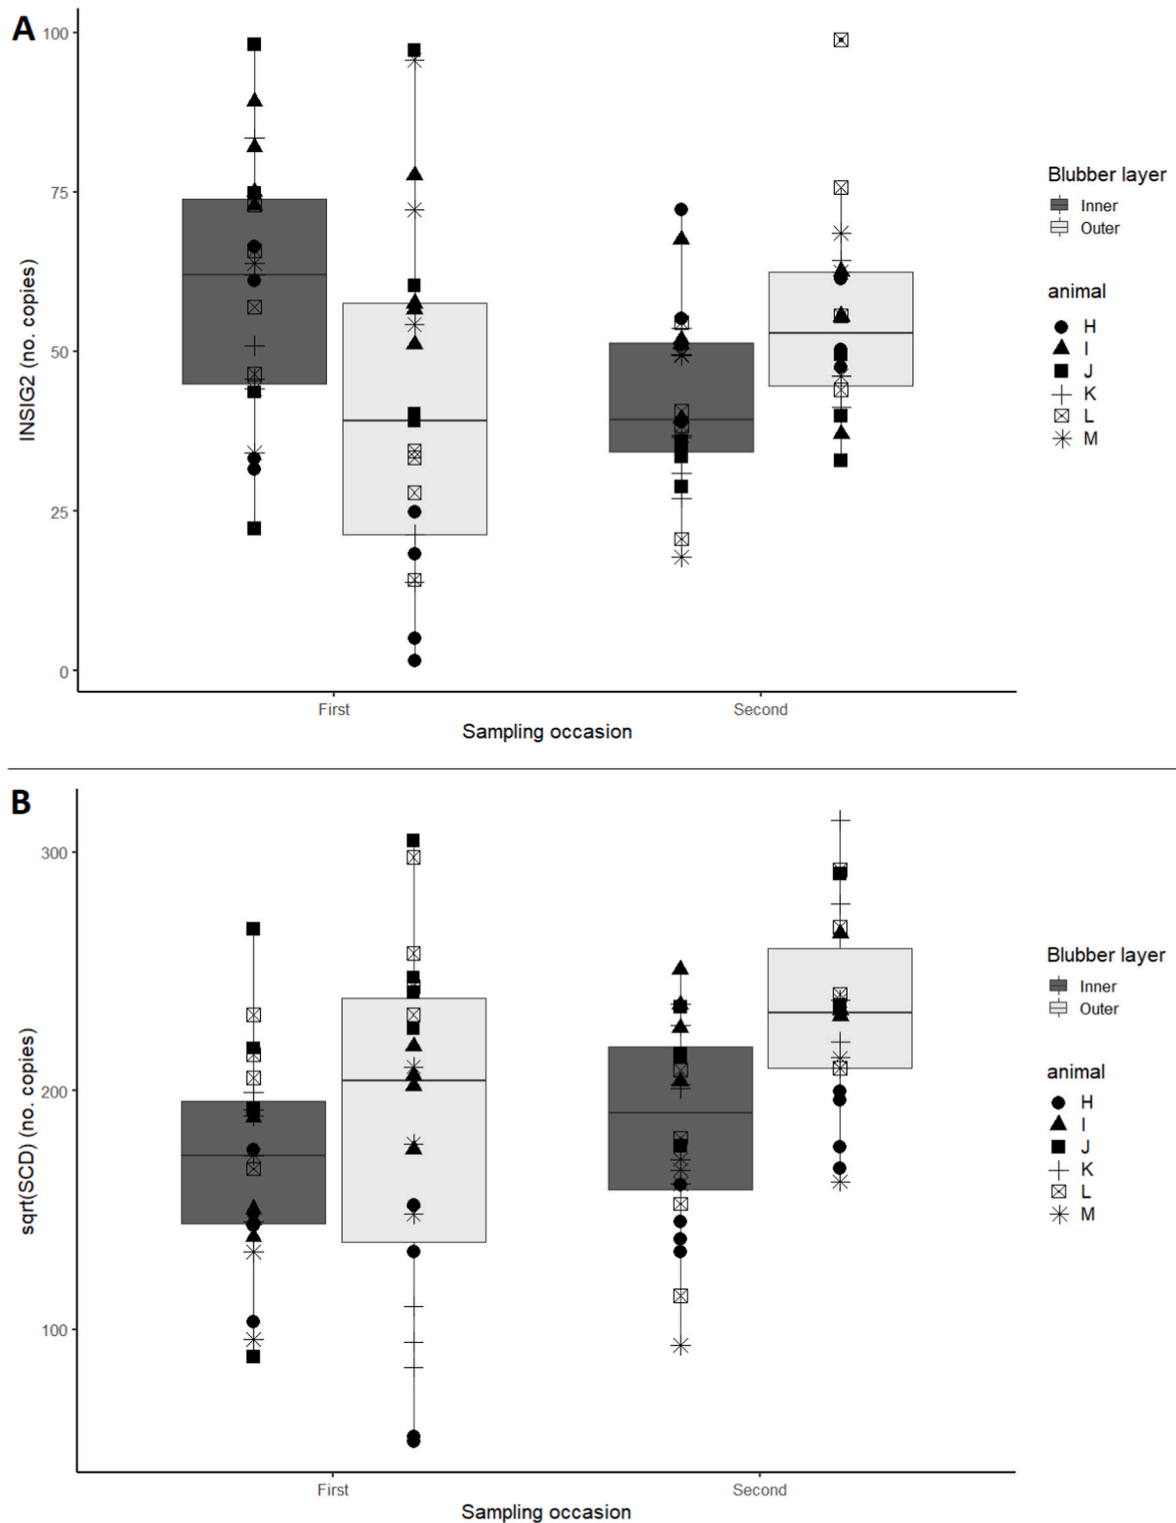 A
INSIG2 (no. copies)
100
75
50
25
0
First
Second
Sampling occasion
Blubber layer
Inner
Outer
animal
H
I
J
K
L
M
B
sqrt(SCD) (no. copies)
300
200
100
First
Second
Sampling occasion
Blubber layer
Inner
Outer
animal
H
I
J
K
L
M